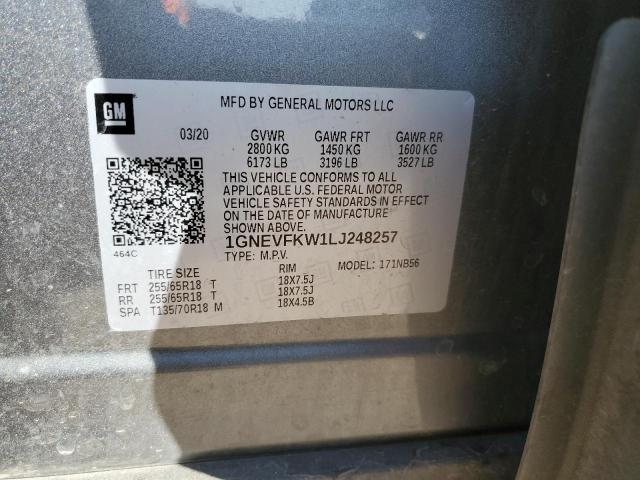 GM
MFD BY GENERAL MOTORS LLC
03/20 GVWR GAWR FRT GAWR RR
2800 KG 1450 KG 1600 KG
6173 LB 3196 LB 3527 LB
THIS VEHICLE CONFORMS TO ALL
APPLICABLE U.S. FEDERAL MOTOR
VEHICLE SAFETY STANDARDS IN EFFECT
ON THE DATE OF MANUFACTURE
SHOWN ABOVE.
1GNEVFKW1LJ248257
464C
TYPE: M.P.V. MODEL: 171NB56
TIRE SIZE RIM
FRT 255/65R18 T 18X7.5J
RR 255/65R18 T 18X7.5J
SPA T135/70R18 M 18X4.5B